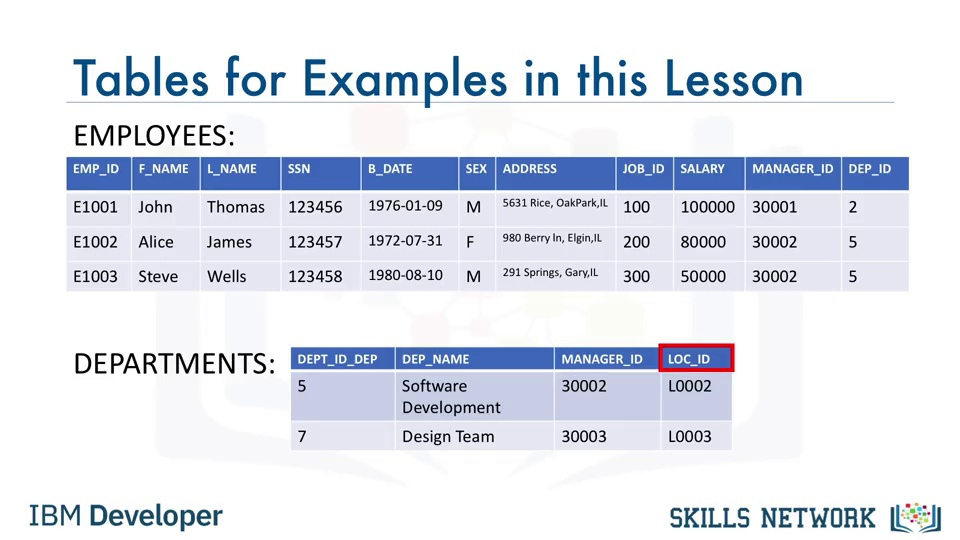 Tables for Examples in this Lesson
EMPLOYEES:
EMP_ID F_NAME L_NAME SSN B_DATE SEX ADDRESS JOB_ID SALARY MANAGER_ID DEP_ID
E1001 John Thomas 123456 1976-01-09 M 5631 Rice, OakPark,IL 100 100000 30001 2
E1002 Alice James 123457 1972-07-31 F 980 Berry ln, Elgin,IL 200 80000 30002 5
E1003 Steve Wells 123458 1980-08-10 M 291 Springs, Gary,IL 300 50000 30002 5
DEPARTMENTS:
DEPT_ID_DEP DEP_NAME MANAGER_ID LOC_ID
5 Software 30002 L0002
Development
7 Design Team 30003 L0003
IBM Developer
SKILLS NETWORK